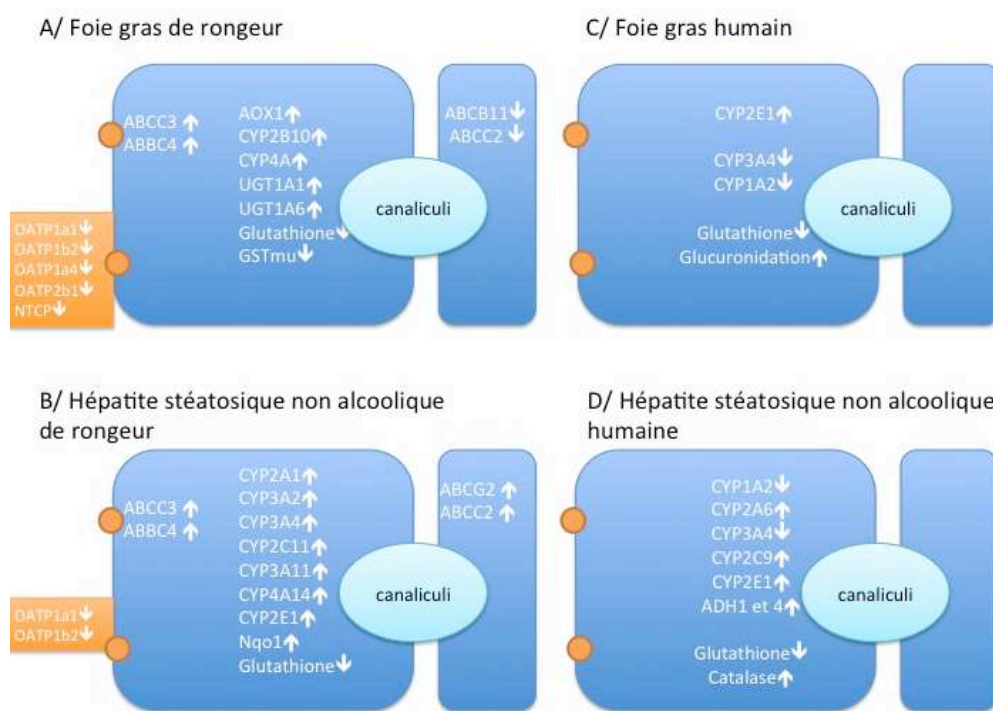 A/ Foie gras de rongeur
ABCC3 ↑
ABBC4 ↑
AOX1↑
CYP2B10↑
CYP4A↑
UGT1A1↑
UGT1A6↑
Glutathione↓
GSTmu↓
ABCB11↓
ABCC2↓
canaliculi
OATP1a1↓
OATP1b2↓
OATP1a4↓
OATP2b1↓
NTCP↓
C/ Foie gras humain
CYP2E1↑
CYP3A4↓
CYP1A2↓
Glutathione↓
Glucuronidation↑
canaliculi
B/ Hépatite stéatosique non alcoolique
de rongeur
ABCC3 ↑
ABBC4 ↑
CYP2A1↑
CYP3A2↑
CYP3A4↑
CYP2C11↑
CYP3A11↑
CYP4A14↑
CYP2E1↑
Nqo1↑
Glutathione↓
ABCG2 ↑
ABCC2 ↑
canaliculi
OATP1a1↓
OATP1b2↓
D/ Hépatite stéatosique non alcoolique
humaine
CYP1A2↓
CYP2A6↑
CYP3A4↓
CYP2C9↑
CYP2E1↑
ADH1 et 4↑
Glutathione↓
Catalase↑
canaliculi